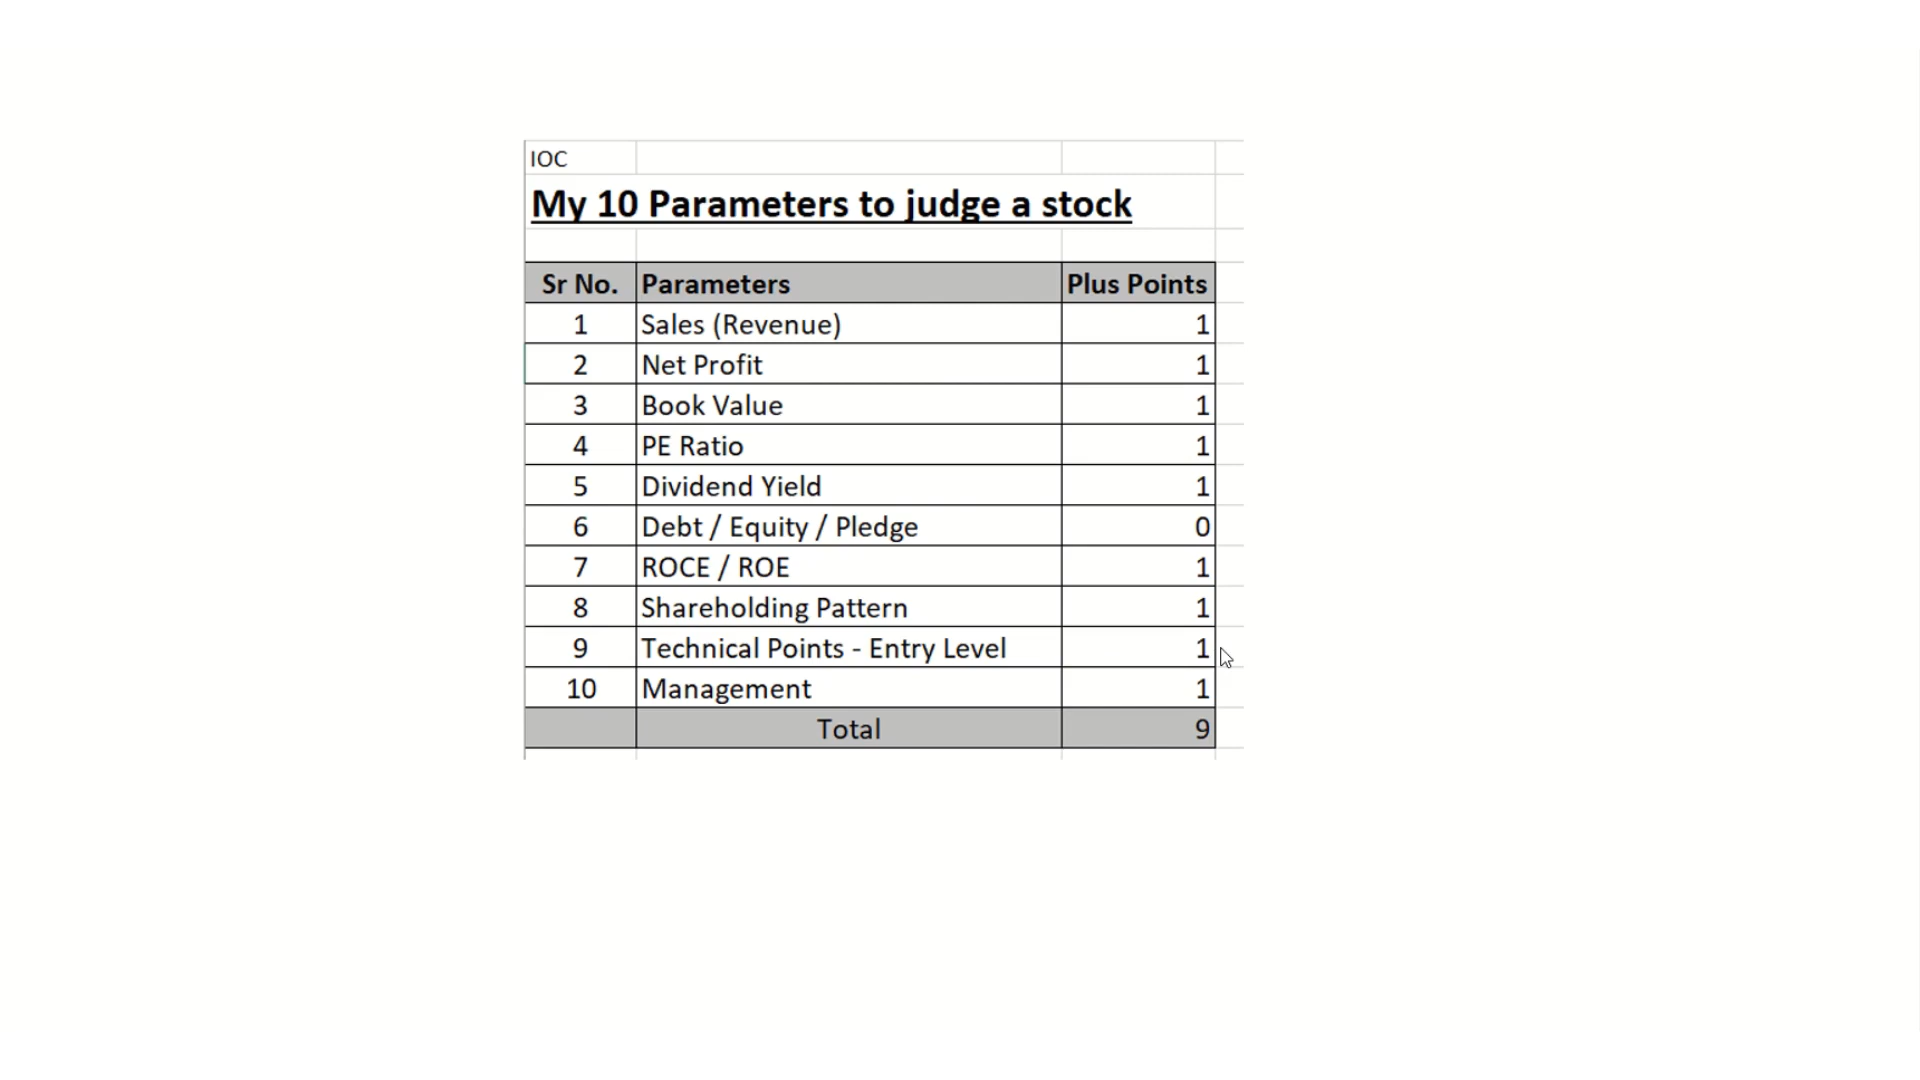 IOC
My 10 Parameters to judge a stock
Sr No. Parameters Plus Points
1 Sales (Revenue) 1
2 Net Profit 1
3 Book Value 1
4 PE Ratio 1
5 Dividend Yield 1
6 Debt / Equity / Pledge 0
7 ROCE / ROE 1
8 Shareholding Pattern 1
9 Technical Points - Entry Level 1
10 Management 1
Total 9